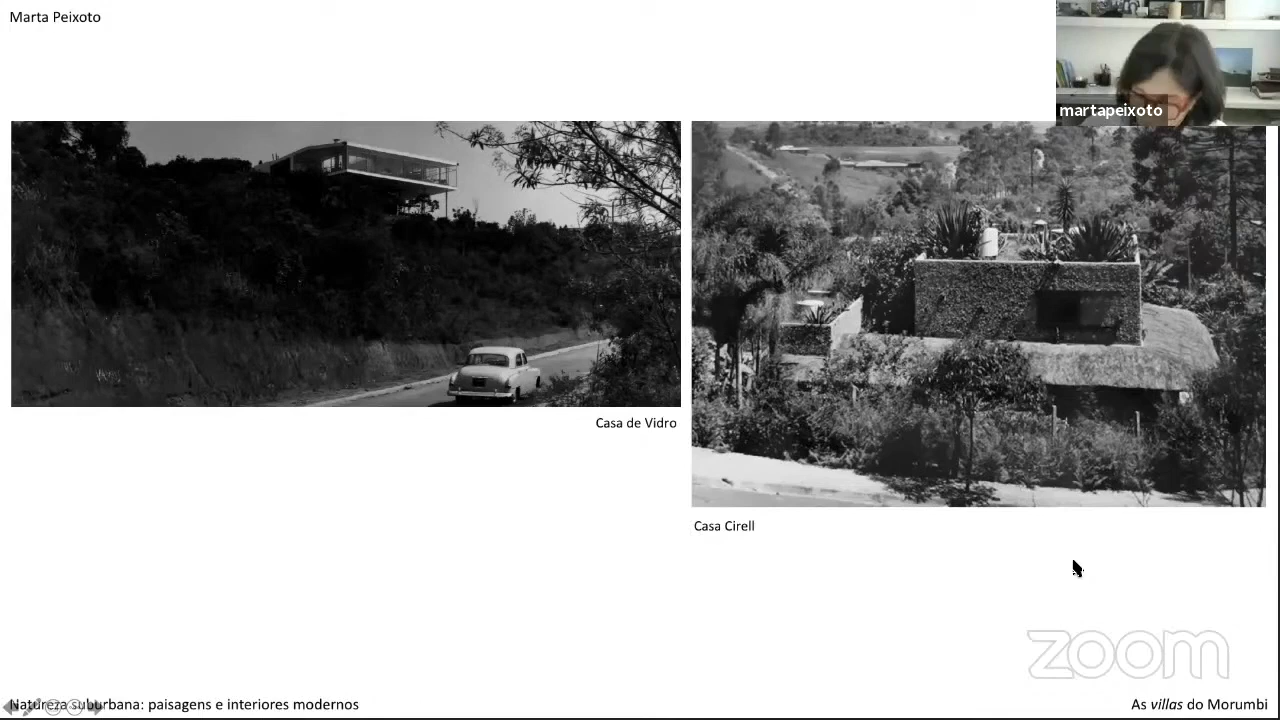 Marta Peixoto
martapeixoto
Casa de Vidro
Casa Cirell
zoom
Natureza suburbana: paisagens e interiores modernos
As villas do Morumbi